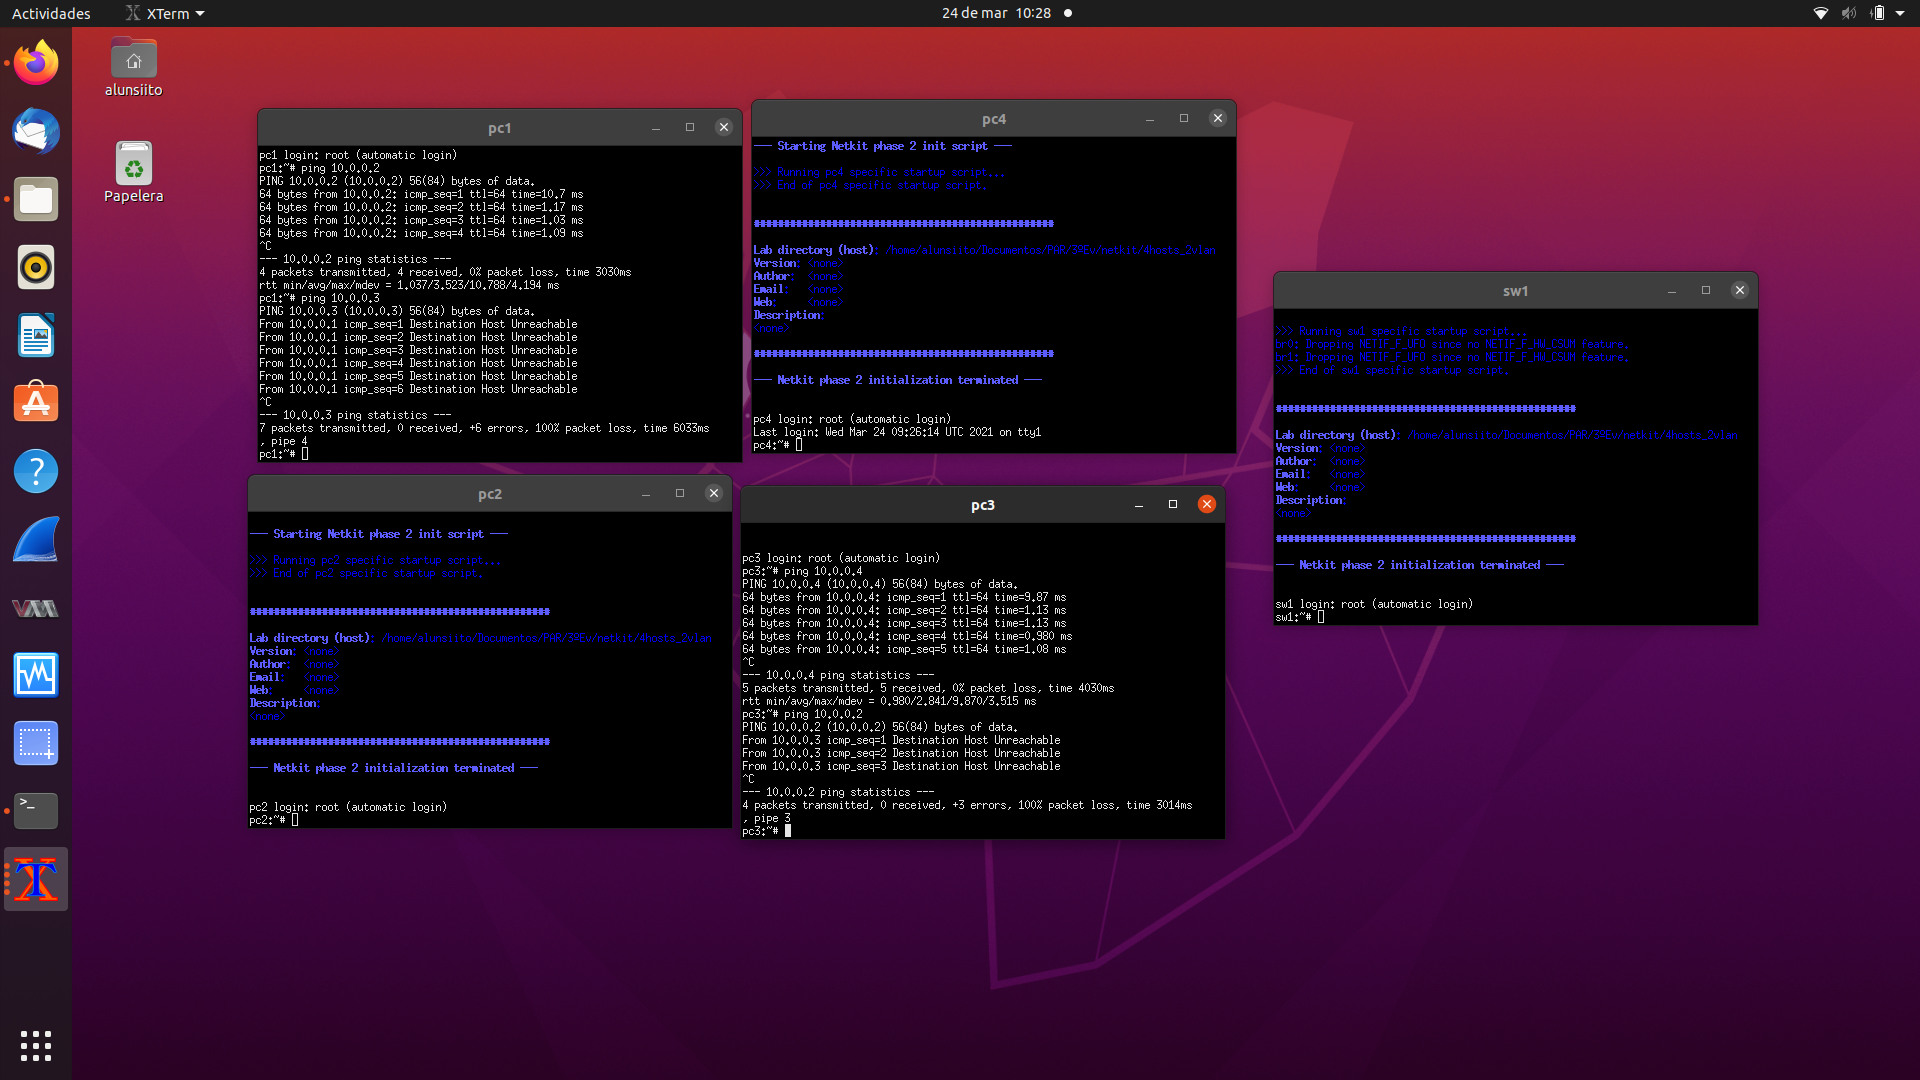 Actividades
XTerm
24 de mar 10:28
alunsiito
Papelera
pc1
pc1 login: root (automatic login)
pc1:~# ping 10.0.0.2
PING 10.0.0.2 (10.0.0.2) 56(84) bytes of data.
64 bytes from 10.0.0.2: icmp_seq=1 ttl=64 time=10.7 ms
64 bytes from 10.0.0.2: icmp_seq=2 ttl=64 time=1.17 ms
64 bytes from 10.0.0.2: icmp_seq=3 ttl=64 time=1.03 ms
64 bytes from 10.0.0.2: icmp_seq=4 ttl=64 time=1.09 ms
^C
--- 10.0.0.2 ping statistics ---
4 packets transmitted, 4 received, 0% packet loss, time 3030ms
rtt min/avg/max/mdev = 1.037/3.523/10.788/4.194 ms
pc1:~# ping 10.0.0.3
PING 10.0.0.3 (10.0.0.3) 56(84) bytes of data.
From 10.0.0.1 icmp_seq=1 Destination Host Unreachable
From 10.0.0.1 icmp_seq=2 Destination Host Unreachable
From 10.0.0.1 icmp_seq=3 Destination Host Unreachable
From 10.0.0.1 icmp_seq=4 Destination Host Unreachable
From 10.0.0.1 icmp_seq=5 Destination Host Unreachable
From 10.0.0.1 icmp_seq=6 Destination Host Unreachable
^C
--- 10.0.0.3 ping statistics ---
7 packets transmitted, 0 received, +6 errors, 100% packet loss, time 6033ms
, pipe 4
pc1:~#
pc4
--- Starting Netkit phase 2 init script ---
>>> Running pc4 specific startup script...
>>> End of pc4 specific startup script.
##################################################
Lab directory (host): /home/alunsiito/Documentos/PAR/3ªEv/netkit/4hosts_2vlan
Version: <none>
Author: <none>
Email: <none>
Web: <none>
Description:
<none>
##################################################
--- Netkit phase 2 initialization terminated ---
pc4 login: root (automatic login)
Last login: Wed Mar 24 09:26:14 UTC 2021 on tty1
pc4:~#
pc2
--- Starting Netkit phase 2 init script ---
>>> Running pc2 specific startup script...
>>> End of pc2 specific startup script.
##################################################
Lab directory (host): /home/alunsiito/Documentos/PAR/3ªEv/netkit/4hosts_2vlan
Version: <none>
Author: <none>
Email: <none>
Web: <none>
Description:
<none>
##################################################
--- Netkit phase 2 initialization terminated ---
pc2 login: root (automatic login)
pc2:~#
pc3
pc3 login: root (automatic login)
pc3:~# ping 10.0.0.4
PING 10.0.0.4 (10.0.0.4) 56(84) bytes of data.
64 bytes from 10.0.0.4: icmp_seq=1 ttl=64 time=9.87 ms
64 bytes from 10.0.0.4: icmp_seq=2 ttl=64 time=1.13 ms
64 bytes from 10.0.0.4: icmp_seq=3 ttl=64 time=1.13 ms
64 bytes from 10.0.0.4: icmp_seq=4 ttl=64 time=0.980 ms
64 bytes from 10.0.0.4: icmp_seq=5 ttl=64 time=1.08 ms
^C
--- 10.0.0.4 ping statistics ---
5 packets transmitted, 5 received, 0% packet loss, time 4030ms
rtt min/avg/max/mdev = 0.980/2.841/9.870/3.515 ms
pc3:~# ping 10.0.0.2
PING 10.0.0.2 (10.0.0.2) 56(84) bytes of data.
From 10.0.0.3 icmp_seq=1 Destination Host Unreachable
From 10.0.0.3 icmp_seq=2 Destination Host Unreachable
From 10.0.0.3 icmp_seq=3 Destination Host Unreachable
^C
--- 10.0.0.2 ping statistics ---
4 packets transmitted, 0 received, +3 errors, 100% packet loss, time 3014ms
, pipe 3
pc3:~#
sw1
>>> Running sw1 specific startup script...
br0: Dropping NETIF_F_UFO since no NETIF_F_HW_CSUM feature.
br1: Dropping NETIF_F_UFO since no NETIF_F_HW_CSUM feature.
>>> End of sw1 specific startup script.
##################################################
Lab directory (host): /home/alunsiito/Documentos/PAR/3ªEv/netkit/4hosts_2vlan
Version: <none>
Author: <none>
Email: <none>
Web: <none>
Description:
<none>
##################################################
--- Netkit phase 2 initialization terminated ---
sw1 login: root (automatic login)
sw1:~#